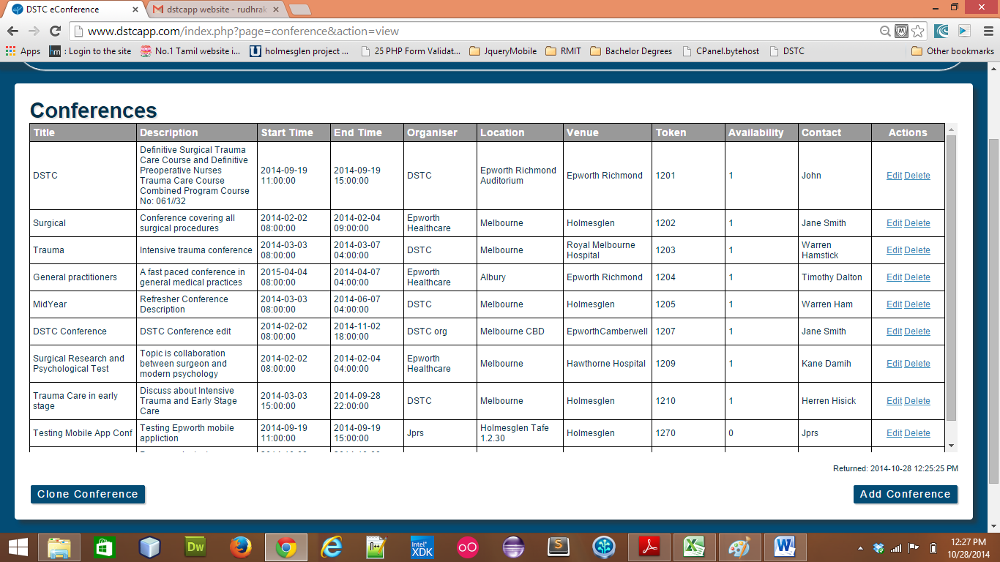 DSTC eConference
dstcapp website - rudhrak
www.dstcapp.com/index.php?page=conference&action=view
Apps
hm : Login to the site
No.1 Tamil website i...
holmesglen project ...
25 PHP Form Validat...
JqueryMobile
RMIT
Bachelor Degrees
CPanel.bytehost
DSTC
Other bookmarks
Conferences
Title Description Start Time End Time Organiser Location Venue Token Availability Contact Actions
DSTC
Definitive Surgical Trauma
Care Course and Definitive
Preoperative Nurses
Trauma Care Course
Combined Program Course
No: 061//32
2014-09-19
11:00:00
2014-09-19
15:00:00
DSTC
Epworth Richmond
Auditorium
Epworth Richmond
1201
1
John
Edit Delete
Surgical
Conference covering all
surgical procedures
2014-02-02
08:00:00
2014-02-04
09:00:00
Epworth
Healthcare
Melbourne
Holmesglen
1202
1
Jane Smith
Edit Delete
Trauma
Intensive trauma conference
2014-03-03
08:00:00
2014-03-07
04:00:00
DSTC
Melbourne
Royal Melbourne
Hospital
1203
1
Warren
Hamstick
Edit Delete
General practitioners
A fast paced conference in
general medical practices
2015-04-04
08:00:00
2014-04-07
04:00:00
Epworth
Healthcare
Albury
Epworth Richmond
1204
1
Timothy Dalton
Edit Delete
MidYear
Refresher Conference
Description
2014-03-03
08:00:00
2014-06-07
04:00:00
DSTC
Melbourne
Holmesglen
1205
1
Warren Ham
Edit Delete
DSTC Conference
DSTC Conference edit
2014-02-02
08:00:00
2014-11-02
18:00:00
DSTC org
Melbourne CBD
EpworthCamberwell
1207
1
Jane Smith
Edit Delete
Surgical Research and
Psychological Test
Topic is collaboration
between surgeon and
modern psychology
2014-02-02
08:00:00
2014-02-04
04:00:00
Epworth
Healthcare
Melbourne
Hawthorne Hospital
1209
1
Kane Damih
Edit Delete
Trauma Care in early
stage
Discuss about Intensive
Trauma and Early Stage
Care
2014-03-03
15:00:00
2014-09-28
22:00:00
DSTC
Melbourne
Holmesglen
1210
1
Herren Hisick
Edit Delete
Testing Mobile App Conf
Testing Epworth mobile
appliction
2014-09-19
11:00:00
2014-09-19
15:00:00
Jprs
Holmesglen Tafe
1.2.30
Holmesglen
1270
0
Jprs
Edit Delete
Returned: 2014-10-28 12:25:25 PM
Clone Conference
Add Conference
Dw
intel
XDK
S
12:27 PM
10/28/2014